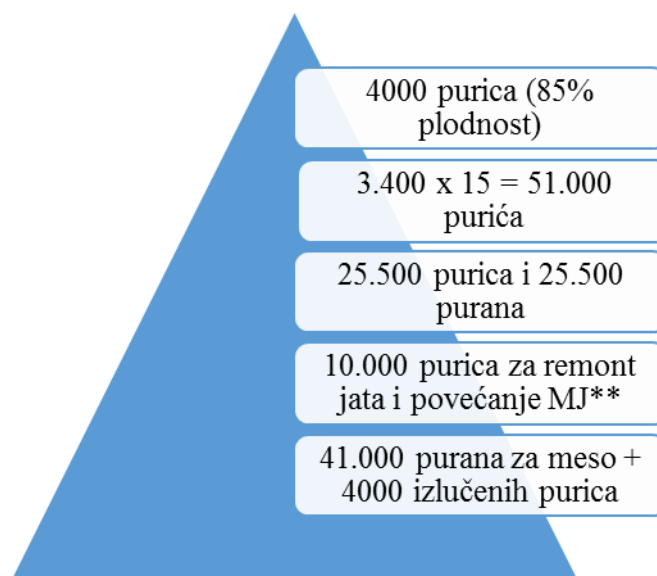 4000 purica (85%
plodnost)
3.400 x 15 = 51.000
purića
25.500 purica i 25.500
purana
10.000 purica za remont
jata i povećanje MJ**
41.000 purana za meso +
4000 izlučenih purica